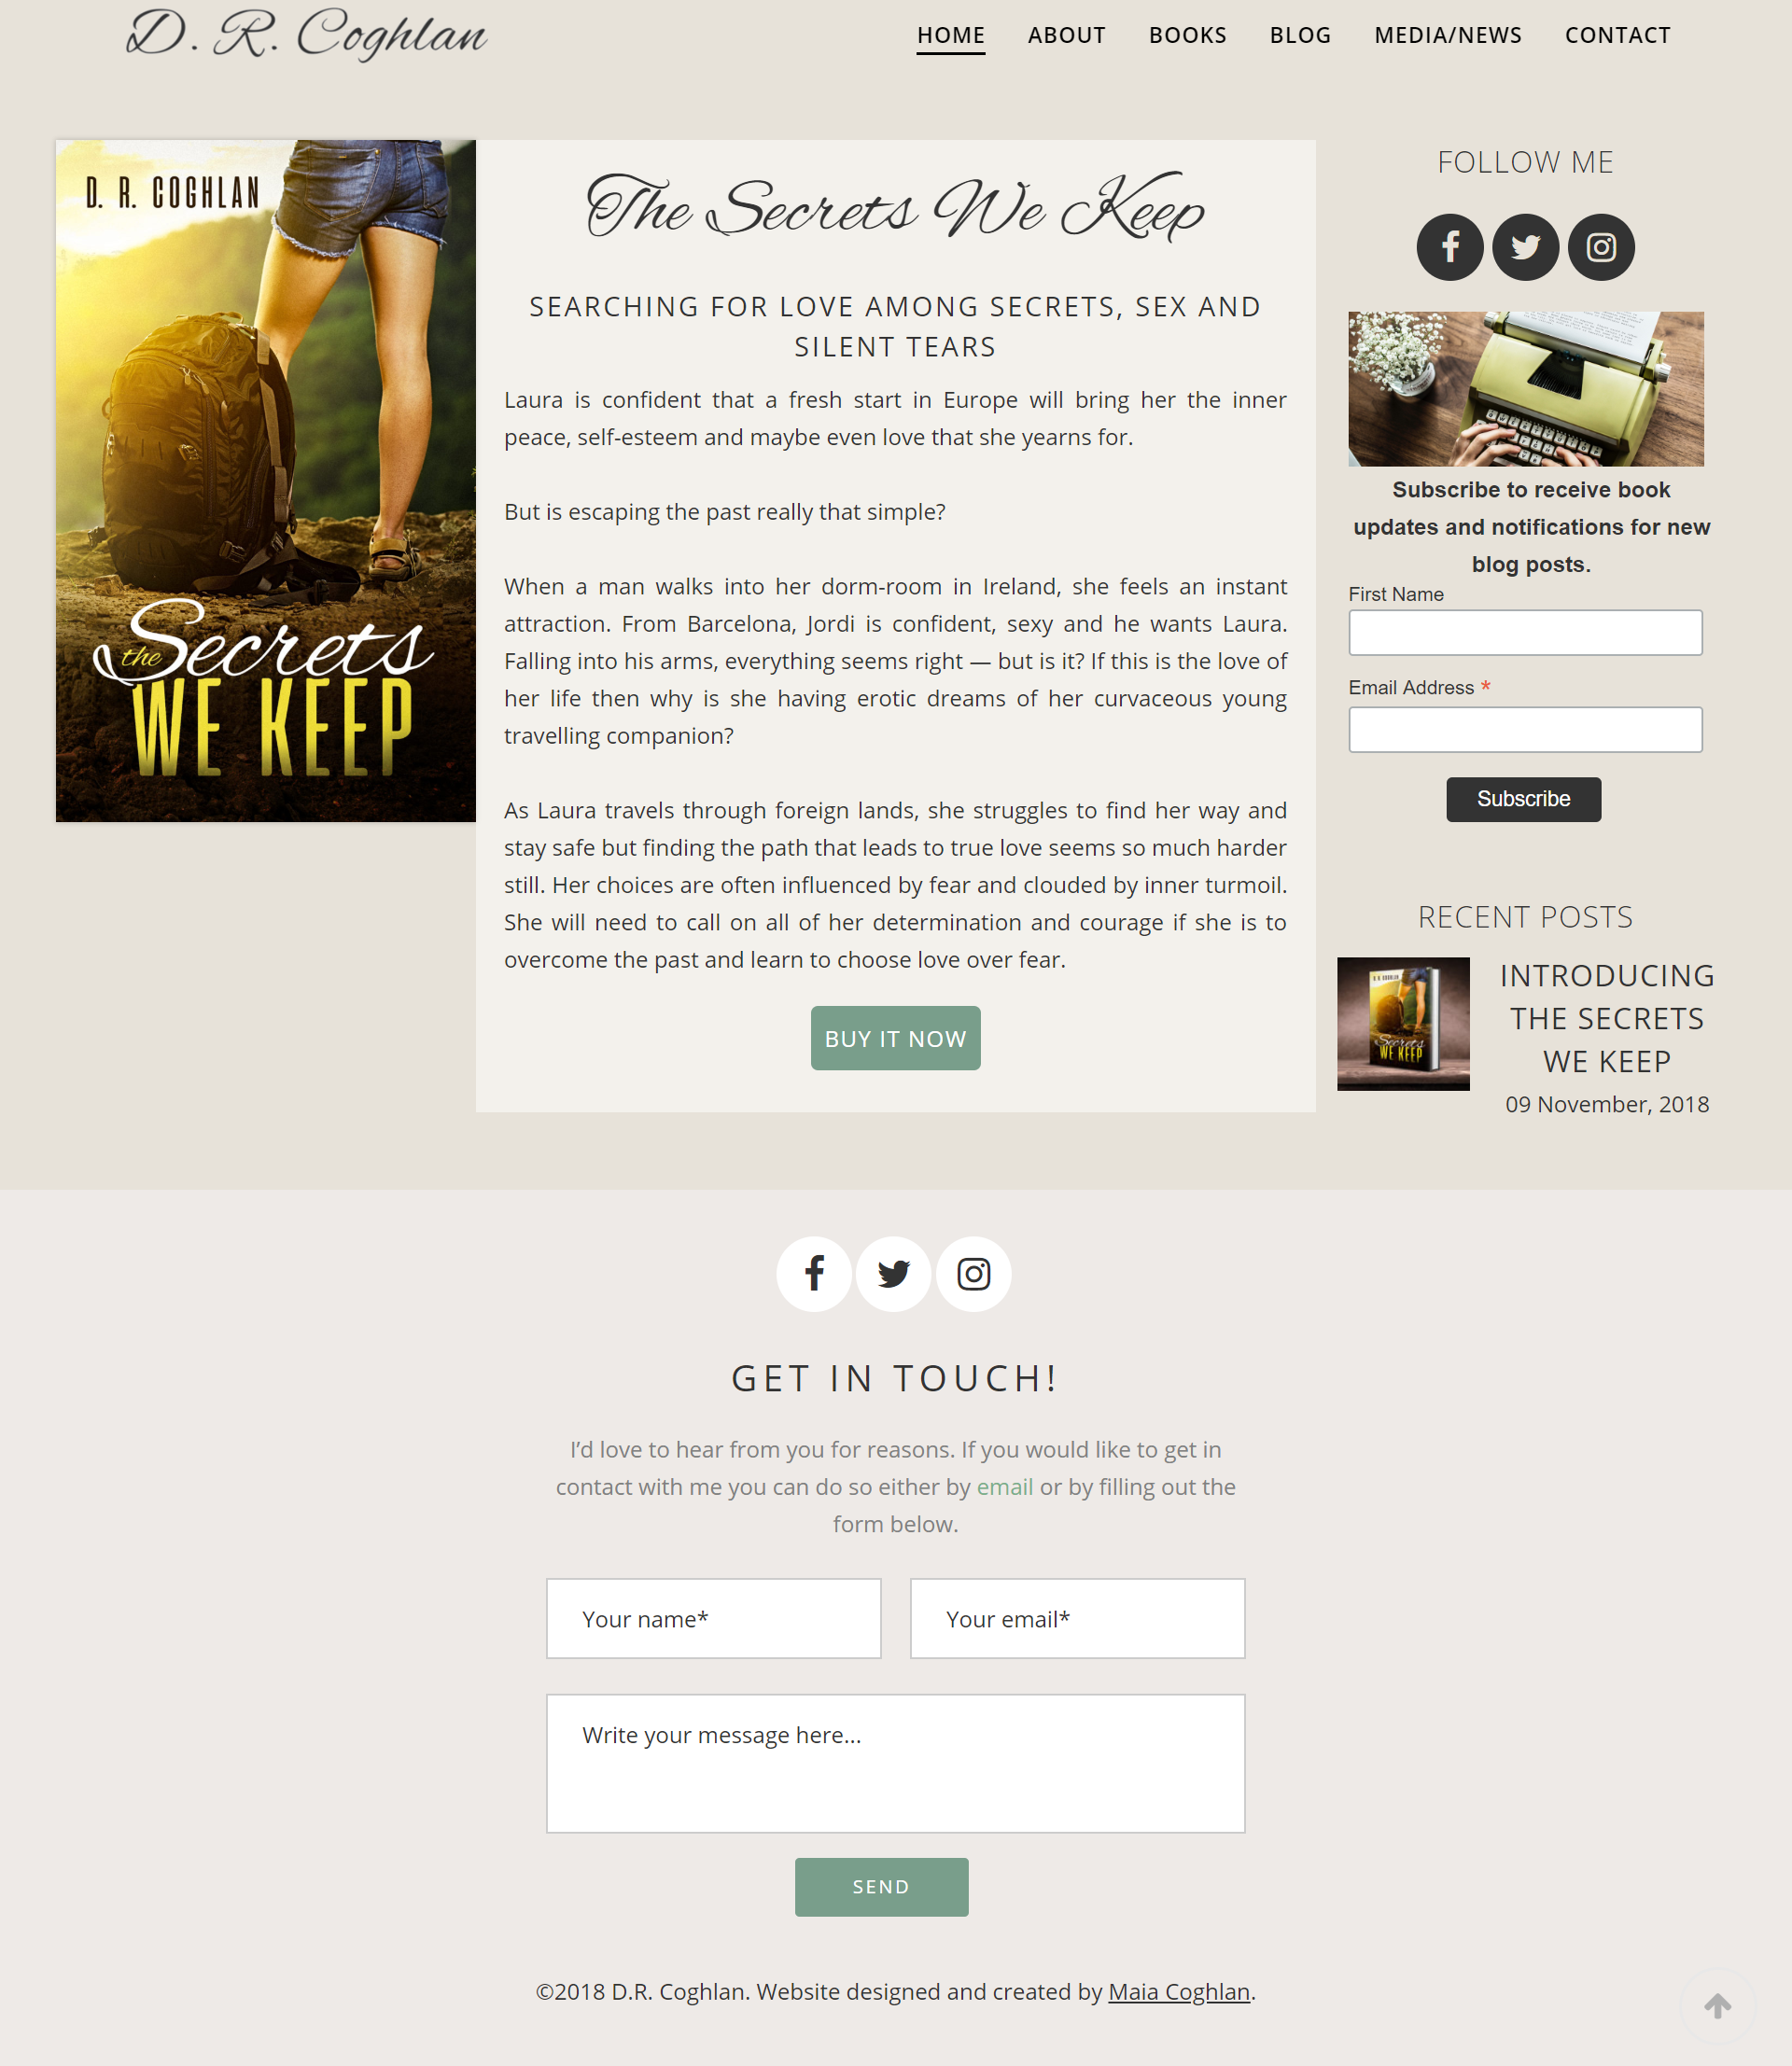 D. R. Coghlan
HOME ABOUT BOOKS BLOG MEDIA/NEWS CONTACT
D. R. COGHLAN
the Secrets
WE KEEP
The Secrets We Keep
SEARCHING FOR LOVE AMONG SECRETS, SEX AND
SILENT TEARS
Laura is confident that a fresh start in Europe will bring her the inner
peace, self-esteem and maybe even love that she yearns for.
But is escaping the past really that simple?
When a man walks into her dorm-room in Ireland, she feels an instant
attraction. From Barcelona, Jordi is confident, sexy and he wants Laura.
Falling into his arms, everything seems right — but is it? If this is the love of
her life then why is she having erotic dreams of her curvaceous young
travelling companion?
As Laura travels through foreign lands, she struggles to find her way and
stay safe but finding the path that leads to true love seems so much harder
still. Her choices are often influenced by fear and clouded by inner turmoil.
She will need to call on all of her determination and courage if she is to
overcome the past and learn to choose love over fear.
BUY IT NOW
FOLLOW ME
Subscribe to receive book
updates and notifications for new
blog posts.
First Name
Email Address *
Subscribe
RECENT POSTS
D. R. COGHLAN
Secrets
WE KEEP
INTRODUCING
THE SECRETS
WE KEEP
09 November, 2018
GET IN TOUCH!
I’d love to hear from you for reasons. If you would like to get in
contact with me you can do so either by email or by filling out the
form below.
Your name* Your email*
Write your message here...
SEND
©2018 D.R. Coghlan. Website designed and created by Maia Coghlan.